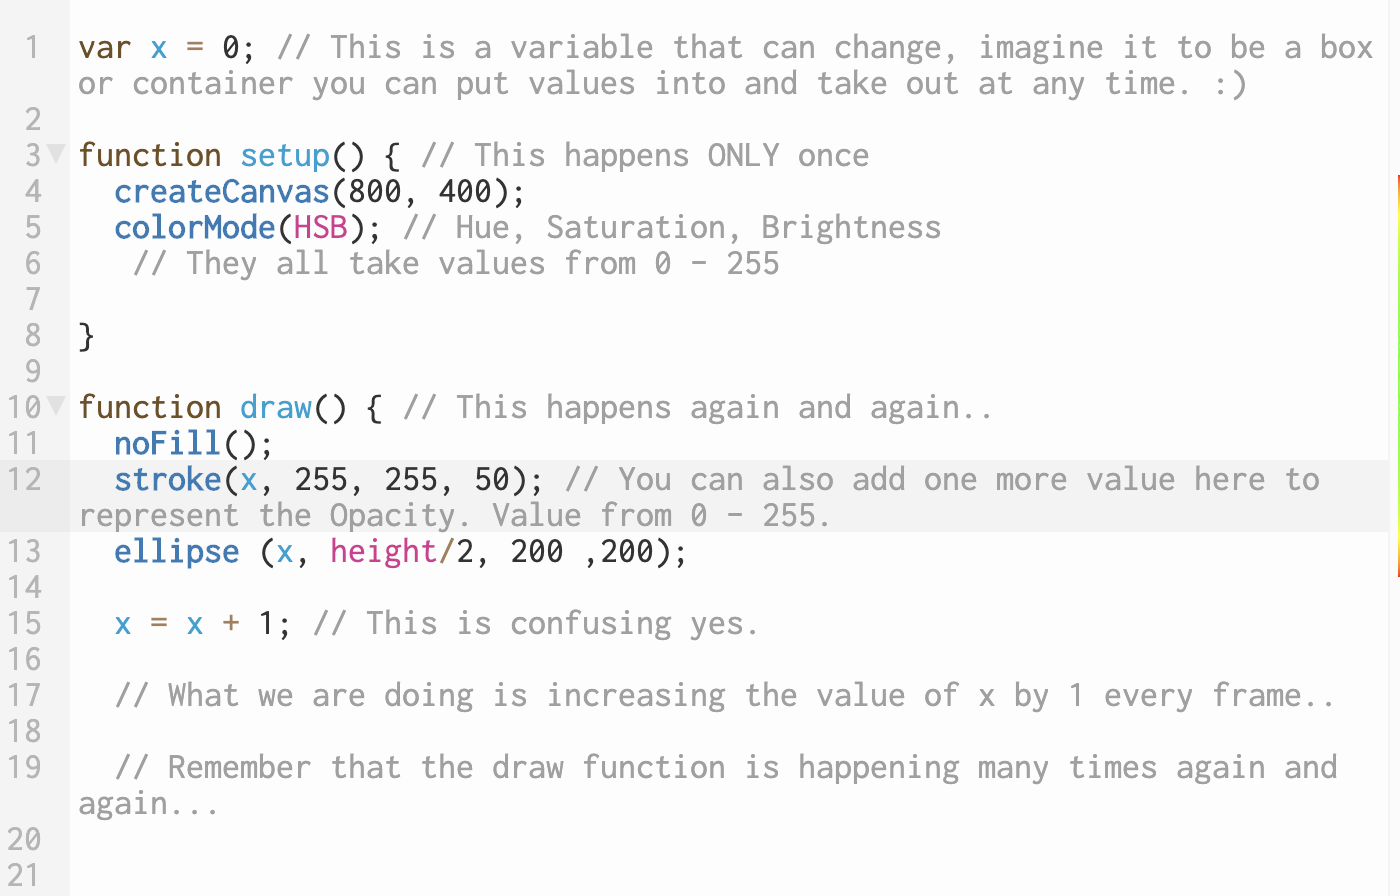 1 var x = 0; // This is a variable that can change, imagine it to be a box
or container you can put values into and take out at any time. :)
2
3 function setup() { // This happens ONLY once
4 createCanvas(800, 400);
5 colorMode(HSB); // Hue, Saturation, Brightness
6 // They all take values from 0 - 255
7
8 }
9
10 function draw() { // This happens again and again..
11 noFill();
12 stroke(x, 255, 255, 50); // You can also add one more value here to
represent the Opacity. Value from 0 - 255.
13 ellipse (x, height/2, 200 ,200);
14
15 x = x + 1; // This is confusing yes.
16
17 // What we are doing is increasing the value of x by 1 every frame..
18
19 // Remember that the draw function is happening many times again and
again...
20
21